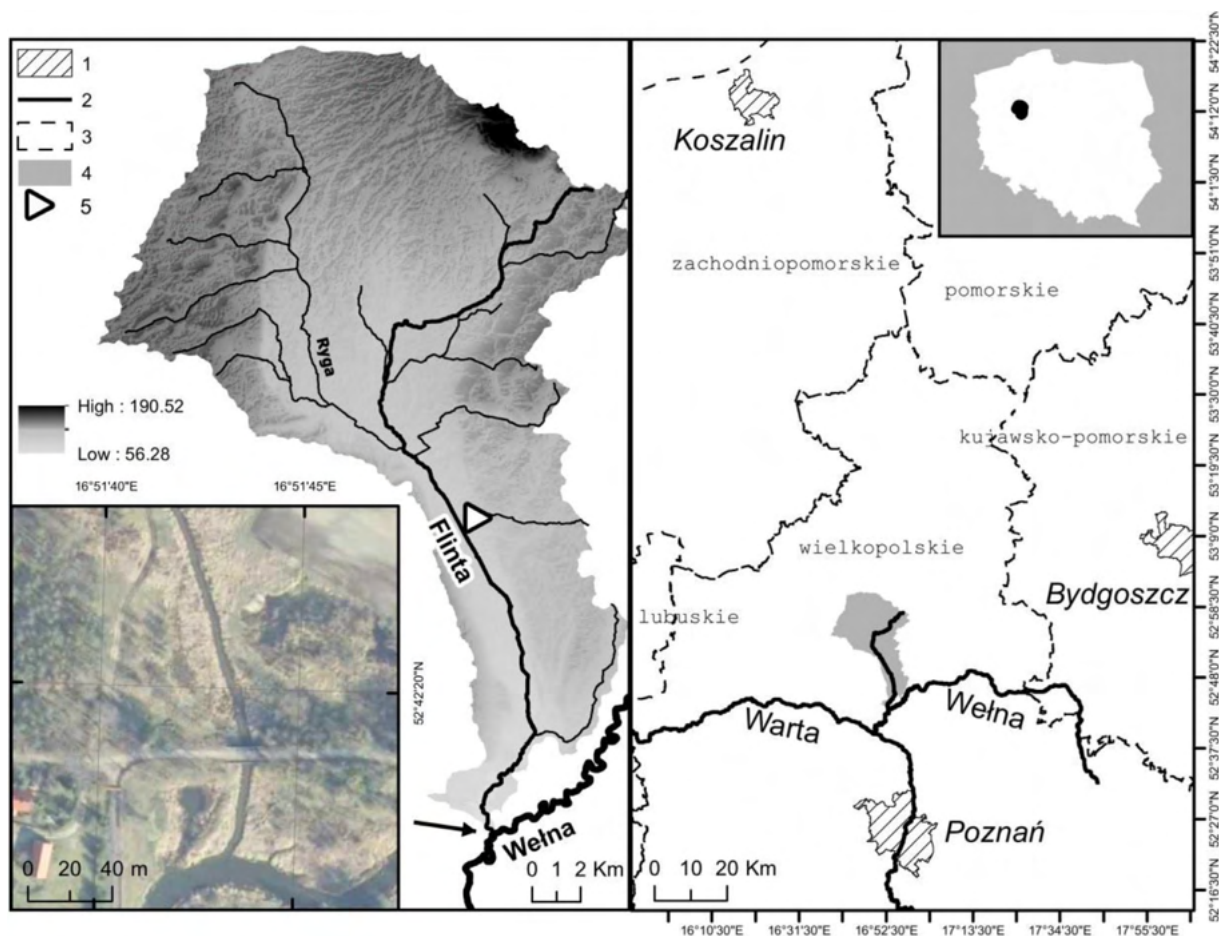 1
2
3
4
5
High : 190.52
Low : 56.28
Ryga
Flinta
Wełna
16°51'40"E
16°51'45"E
52°42'20"N
0 20 40 m
0 1 2 Km
Koszalin
zachodniopomorskie
pomorskie
kujawsko-pomorskie
wielkopolskie
lubuskie
Bydgoszcz
Warta
Wełna
Poznań
0 10 20 Km
54°22'30"N
54°12'0"N
54°1'30"N
53°51'0"N
53°40'30"N
53°30'0"N
53°19'30"N
53°9'0"N
52°58'30"N
52°48'0"N
52°37'30"N
52°27'0"N
52°16'30"N
16°10'30"E
16°31'30"E
16°52'30"E
17°13'30"E
17°34'30"E
17°55'30"E